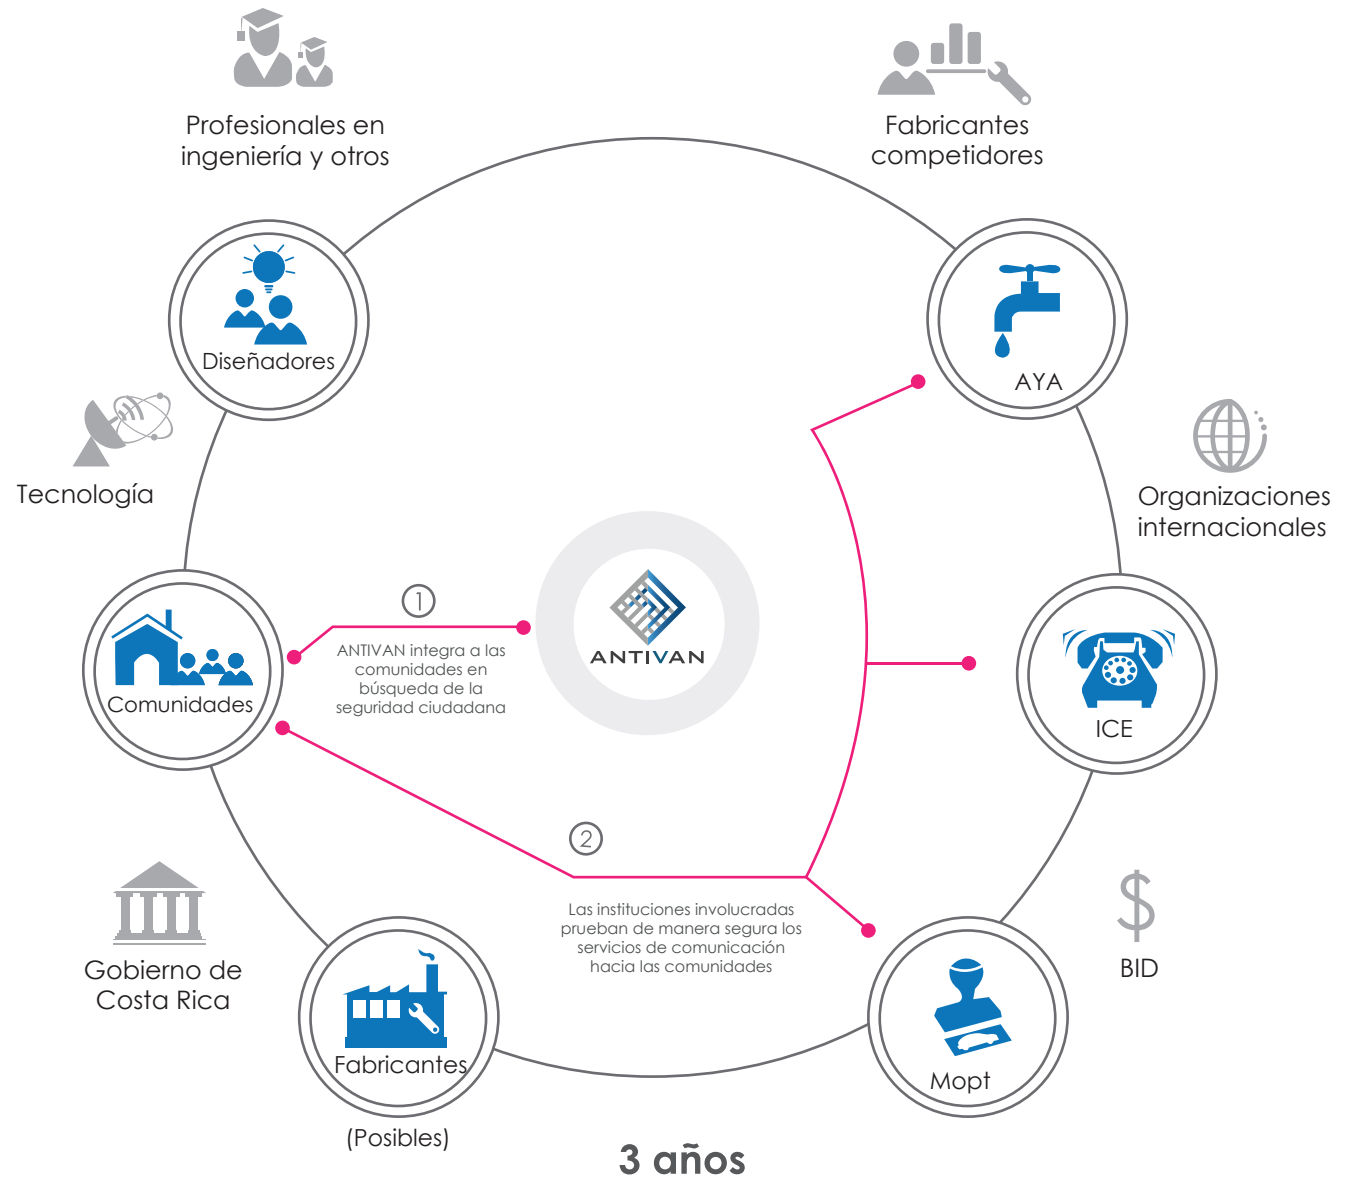 Profesionales en
ingeniería y otros
Fabricantes
competidores
Diseñadores
AYA
Tecnología
Organizaciones
internacionales
1
ANTIVAN integra a las
comunidades en
búsqueda de la
seguridad ciudadana
ANTIVAN
Comunidades
ICE
2
Las instituciones involucradas
prueban de manera segura los
servicios de comunicación
hacia las comunidades
Gobierno de
Costa Rica
$
BID
Fabricantes
(Posibles)
Mopt
3 años